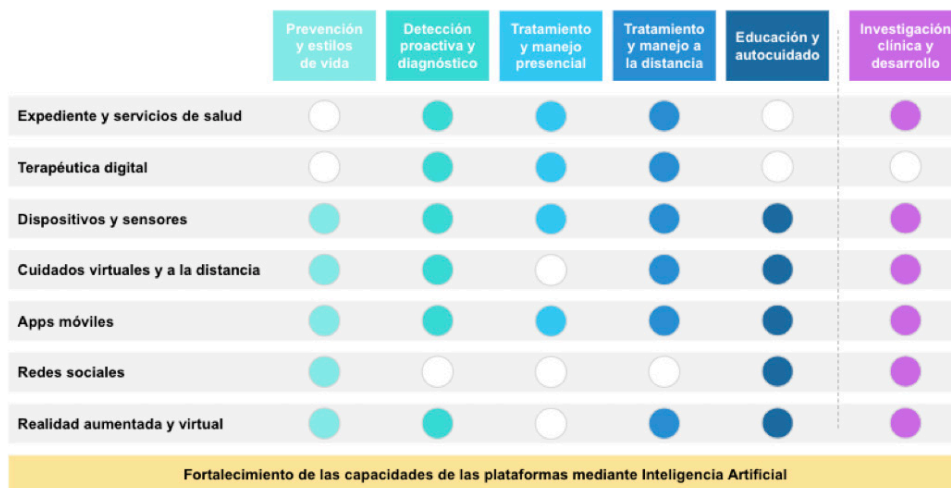 Prevención
y estilos
de vida
Detección
proactiva y
diagnóstico
Tratamiento
y manejo
presencial
Tratamiento
y manejo a
la distancia
Educación y
autocuidado
Investigación
clínica y
desarrollo
Expediente y servicios de salud
Terapéutica digital
Dispositivos y sensores
Cuidados virtuales y a la distancia
Apps móviles
Redes sociales
Realidad aumentada y virtual
Fortalecimiento de las capacidades de las plataformas mediante Inteligencia Artificial